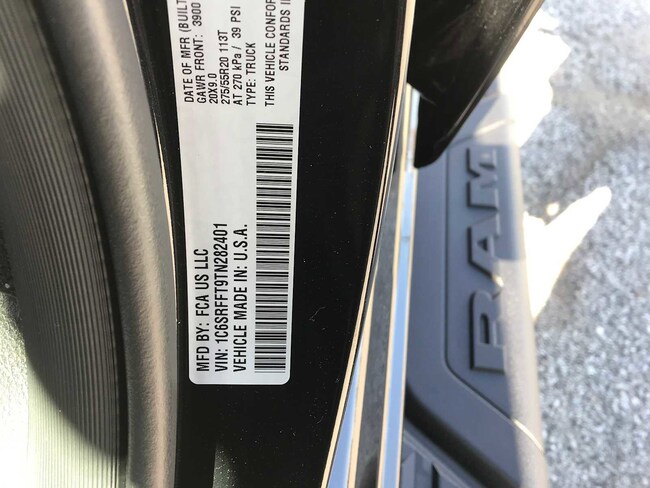 MFD BY: FCA US LLC
VIN: 1C6SRFFT9TN282401
VEHICLE MADE IN: U.S.A.
DATE OF MFR (BUILT
GAWR FRONT: 3900
20X9.0
275/55R20 113T
AT 270 kPa / 39 PSI
TYPE: TRUCK
THIS VEHICLE CONFOR
STANDARDS I
RAM